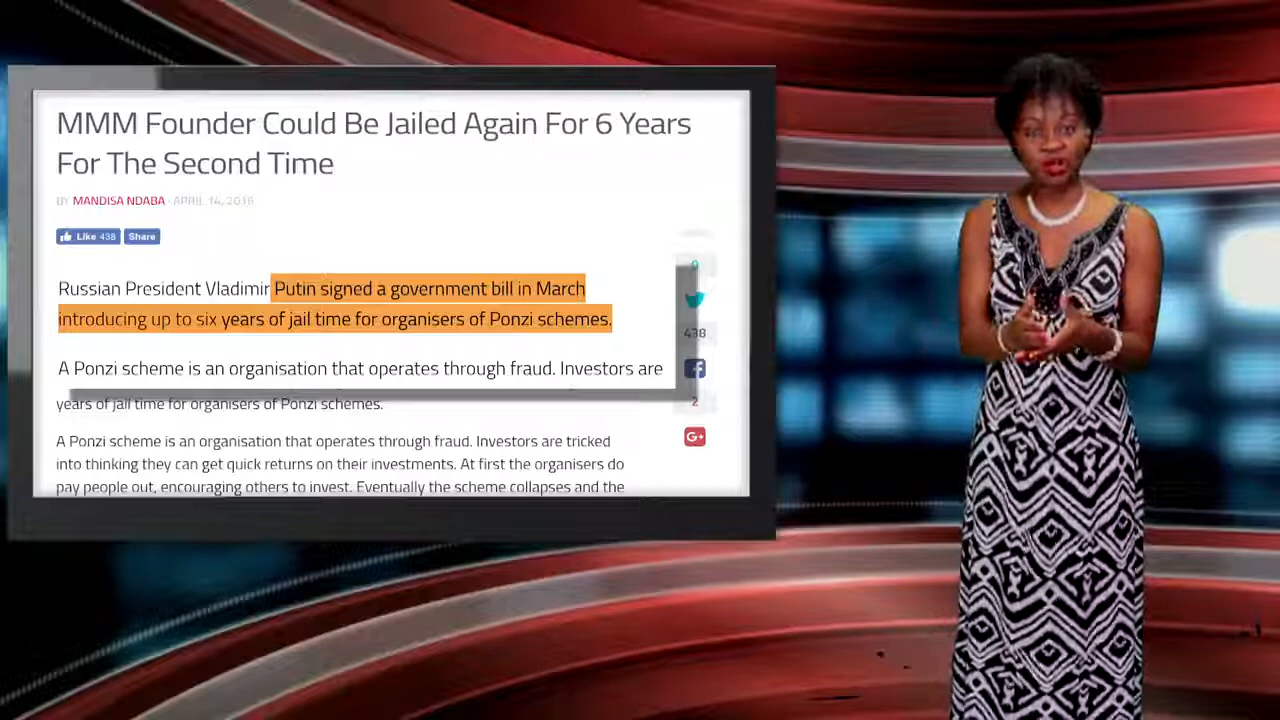 MMM Founder Could Be Jailed Again For 6 Years
For The Second Time
BY MANDISA NDABA · APRIL 14, 2016
Like 438 Share
Russian President Vladimir Putin signed a government bill in March
introducing up to six years of jail time for organisers of Ponzi schemes.
A Ponzi scheme is an organisation that operates through fraud. Investors are
9
438
2
G+
years of jail time for organisers of Ponzi schemes.
A Ponzi scheme is an organisation that operates through fraud. Investors are tricked
into thinking they can get quick returns on their investments. At first the organisers do
pay people out, encouraging others to invest. Eventually the scheme collapses and the